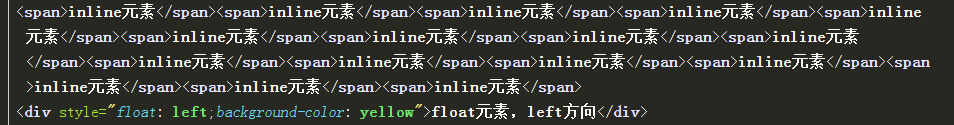 <span>inline元素</span><span>inline元素</span><span>inline元素</span><span>inline元素</span><span>inline
元素</span><span>inline元素</span><span>inline元素</span><span>inline元素</span><span>inline元素
</span><span>inline元素</span><span>inline元素</span><span>inline元素</span><span>inline元素</span><span
>inline元素</span><span>inline元素</span><span>inline元素</span>
<div style="float: left;background-color: yellow">float元素，left方向</div>